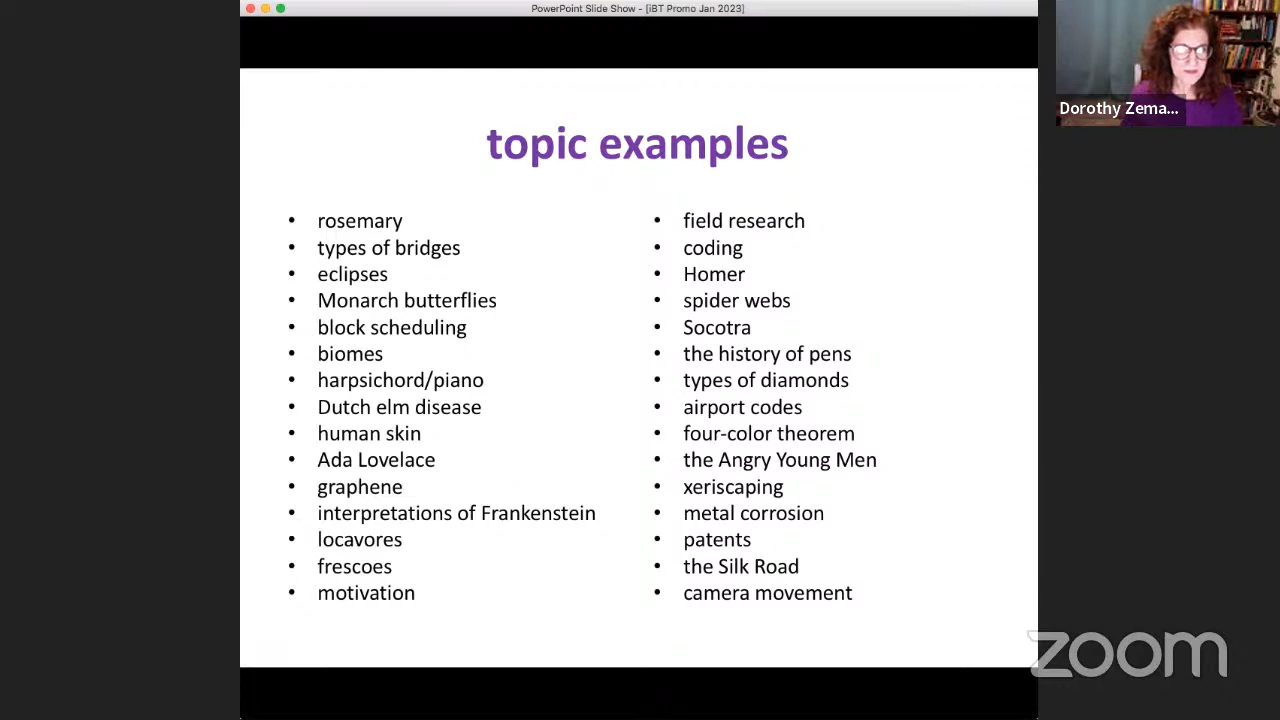 PowerPoint Slide Show - [iBT Promo Jan 2023]
Dorothy Zema...
topic examples
• rosemary
• types of bridges
• eclipses
• Monarch butterflies
• block scheduling
• biomes
• harpsichord/piano
• Dutch elm disease
• human skin
• Ada Lovelace
• graphene
• interpretations of Frankenstein
• locavores
• frescoes
• motivation
• field research
• coding
• Homer
• spider webs
• Socotra
• the history of pens
• types of diamonds
• airport codes
• four-color theorem
• the Angry Young Men
• xeriscaping
• metal corrosion
• patents
• the Silk Road
• camera movement
zoom